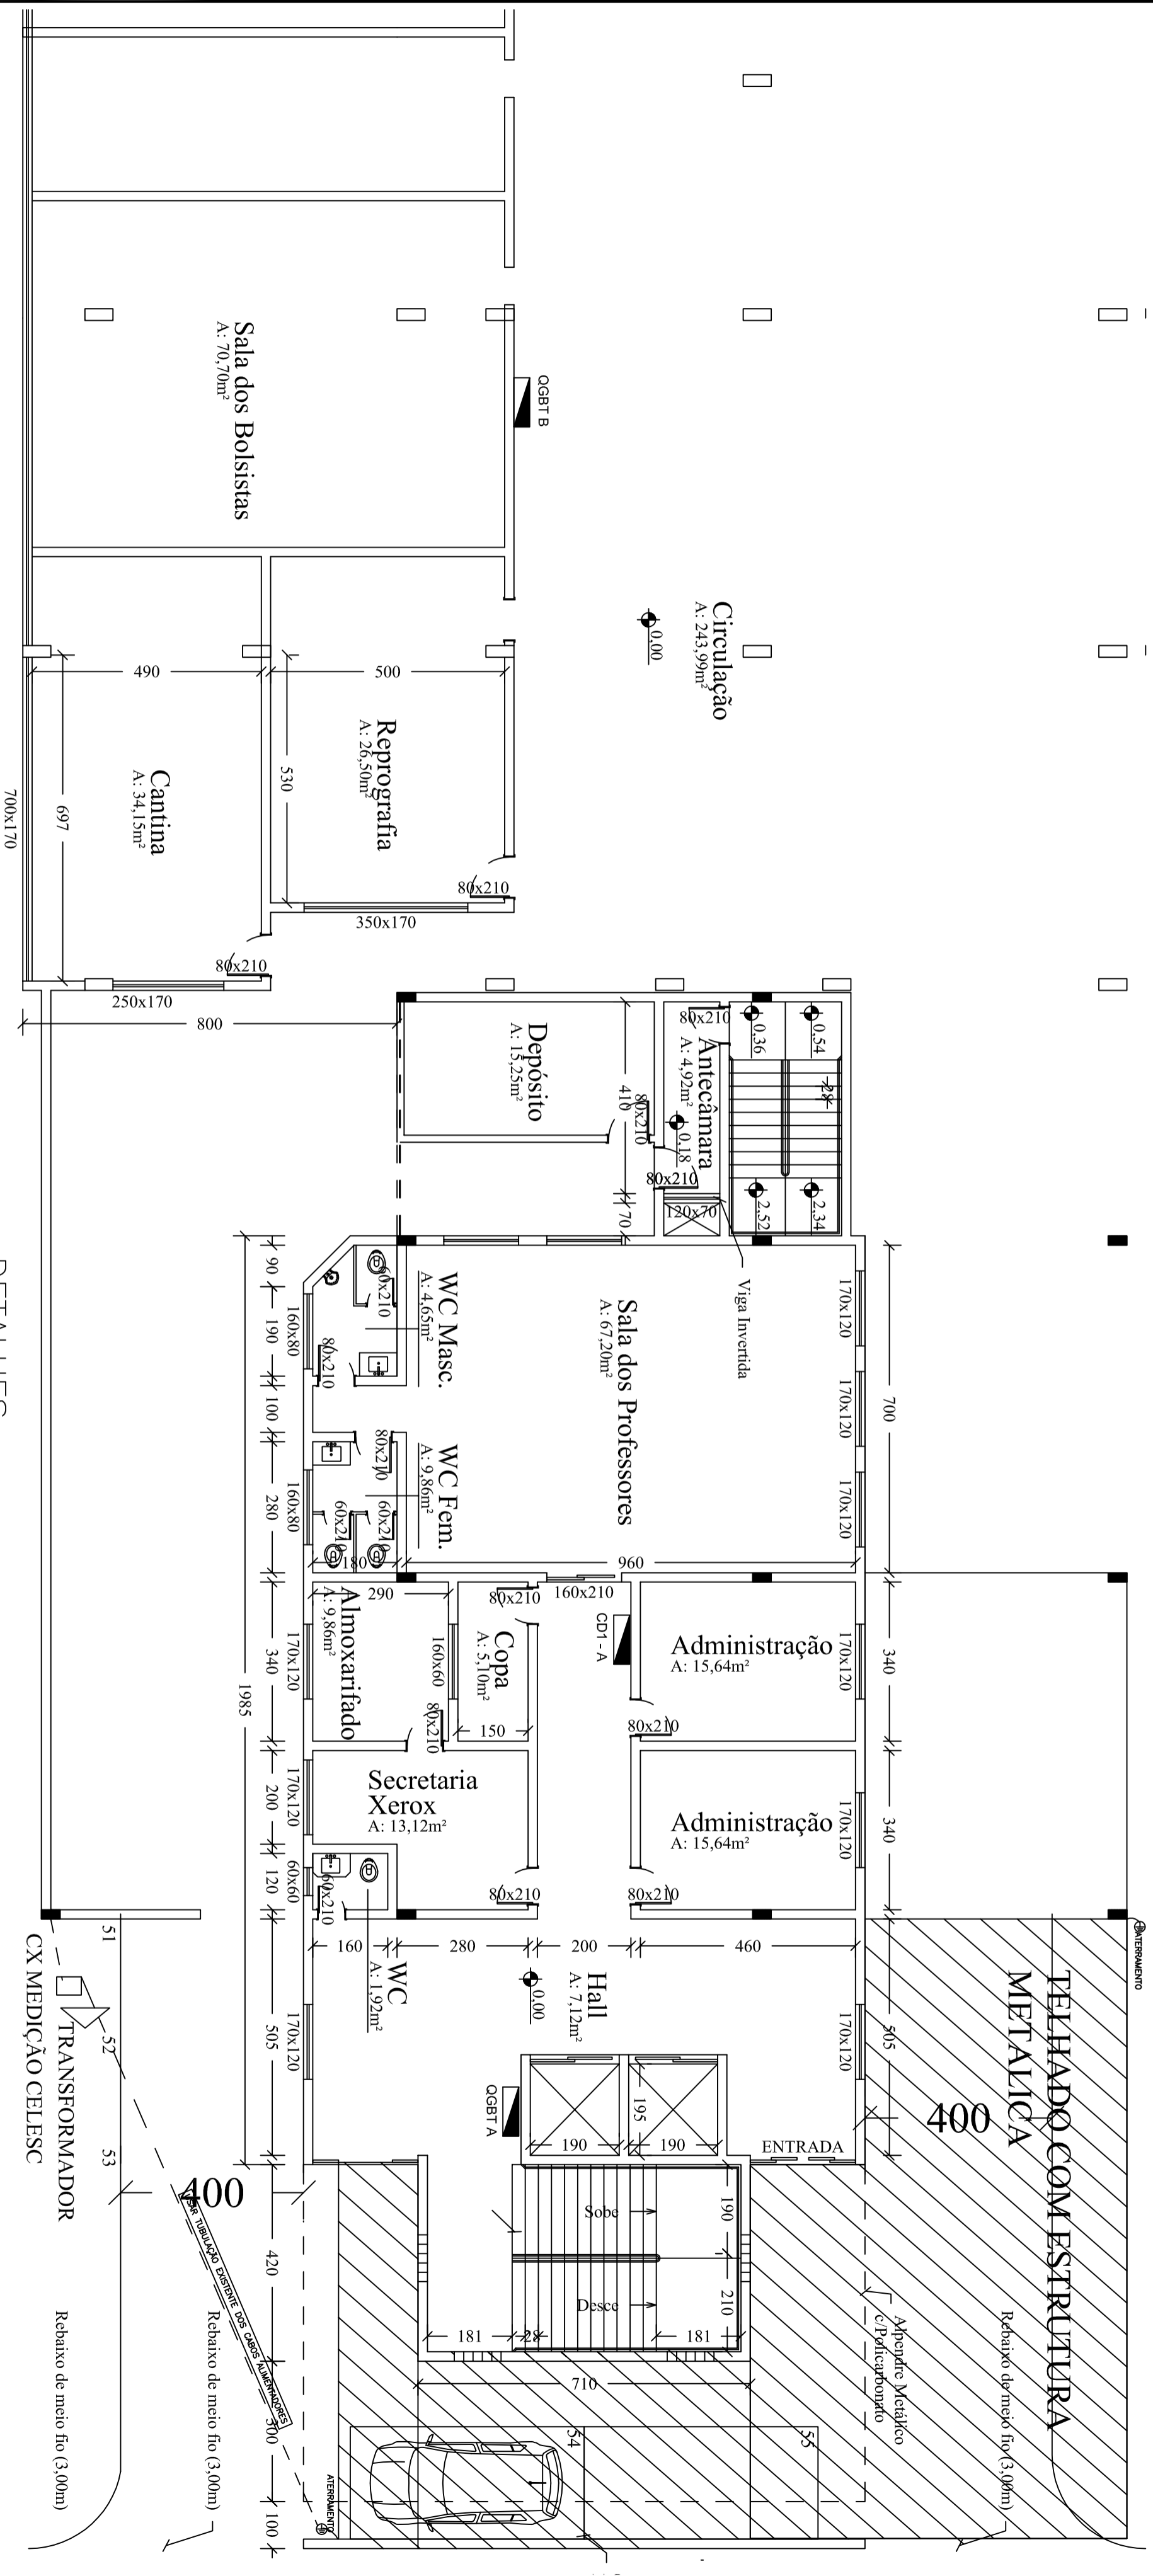 QGBT B
Sala dos Bolsistas
A: 70,70m²
Circulação
A: 243,99m²
0,00
490
500
Reprografia
A: 26,50m²
530
Cantina
A: 34,15m²
697
700x170
80x210
350x170
80x210
250x170
800
Depósito
A: 15,25m²
410
80x210
80x210
Antecâmara
A: 4,92m²
0,18
80x210
0,36
0,54
28
2,52
2,34
120x70
70
Viga Invertida
90
190
100
280
340
200
120
505
420
300
100
1985
160x80
80x210
60x210
WC Masc.
A: 4,65m²
Sala dos Professores
A: 67,20m²
170x120
170x120
170x120
700
WC Fem.
A: 9,86m²
80x210
160x80
60x210
60x210
180
960
160x210
CD1 - A
290
Almoxarifado
A: 9,86m²
170x120
160x60
80x210
Copa
A: 5,10m²
150
80x210
Administração
A: 15,64m²
170x120
340
80x210
Secretaria
Xerox
A: 13,12m²
170x120
Administração
A: 15,64m²
170x120
340
80x210
80x210
60x60
60x210
160
280
200
460
WC
A: 1,92m²
0,00
Hall
A: 7,12m²
170x120
170x120
505
QGBT A
195
190
190
ENTRADA
Sobe
Desce
190
210
181
28
181
710
400
400
TELHADO COM ESTRUTURA
METALICA
ATERRAMENTO
Alpendre Metálico
c/Policarbonato
Rebaixo de meio fio (3,00m)
51
52
53
54
55
TRANSFORMADOR
CX MEDIÇÃO CELESC
USAR TUBULAÇÃO EXISTENTE DOS CABOS ALIMENTADORES
Rebaixo de meio fio (3,00m)
Rebaixo de meio fio (3,00m)
ATERRAMENTO